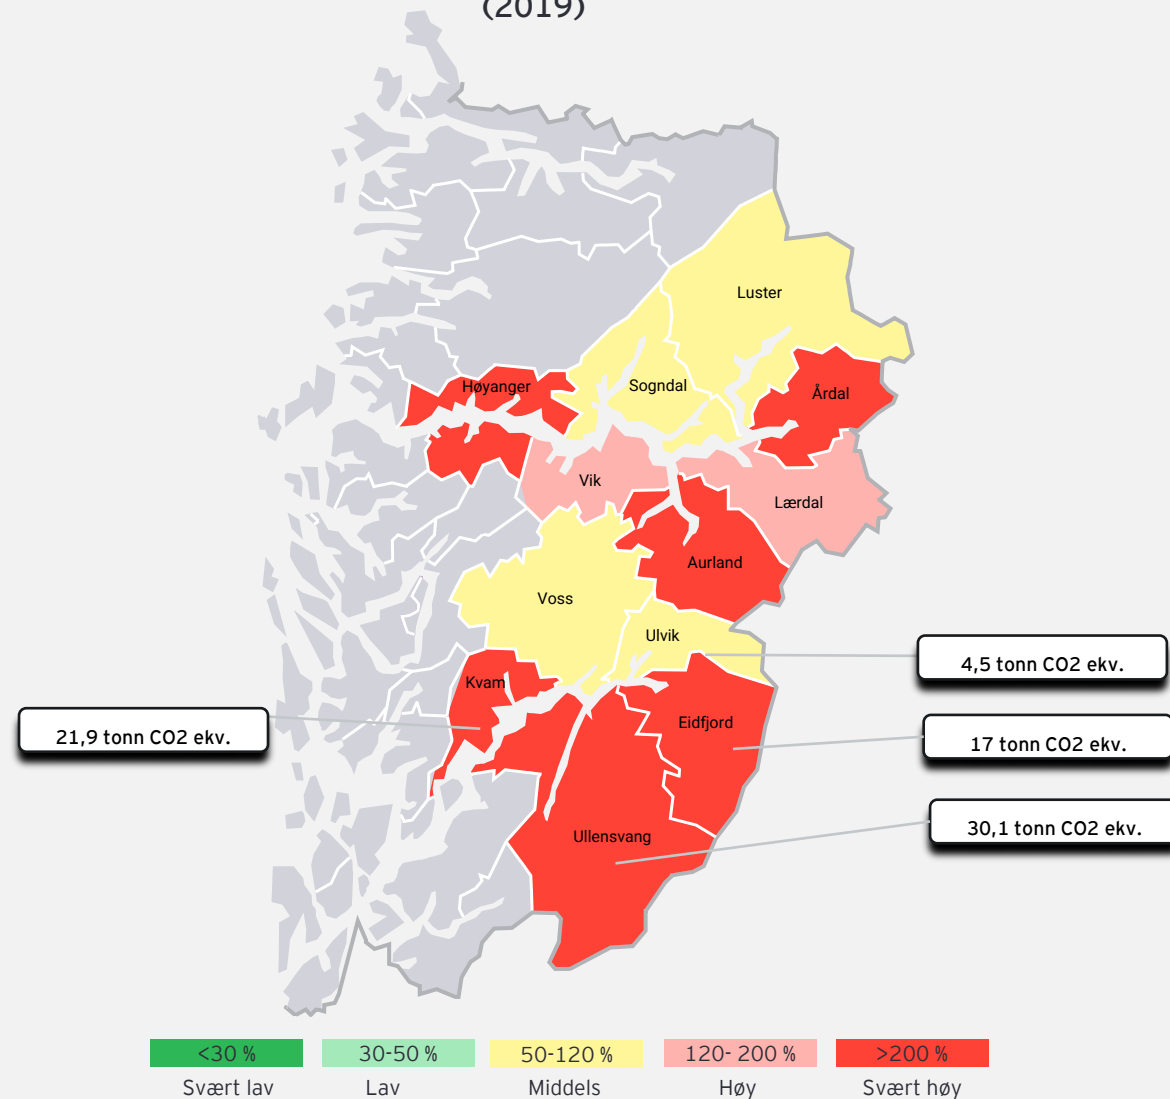 (2019)
Luster
Høyanger
Sogndal
Årdal
Vik
Lærdal
Aurland
Voss
Ulvik
4,5 tonn CO2 ekv.
Kvam
Eidfjord
21,9 tonn CO2 ekv.
17 tonn CO2 ekv.
30,1 tonn CO2 ekv.
Ullensvang
<30 % 30-50 % 50-120 % 120- 200 % >200 %
Svært lav Lav Middels Høy Svært høy